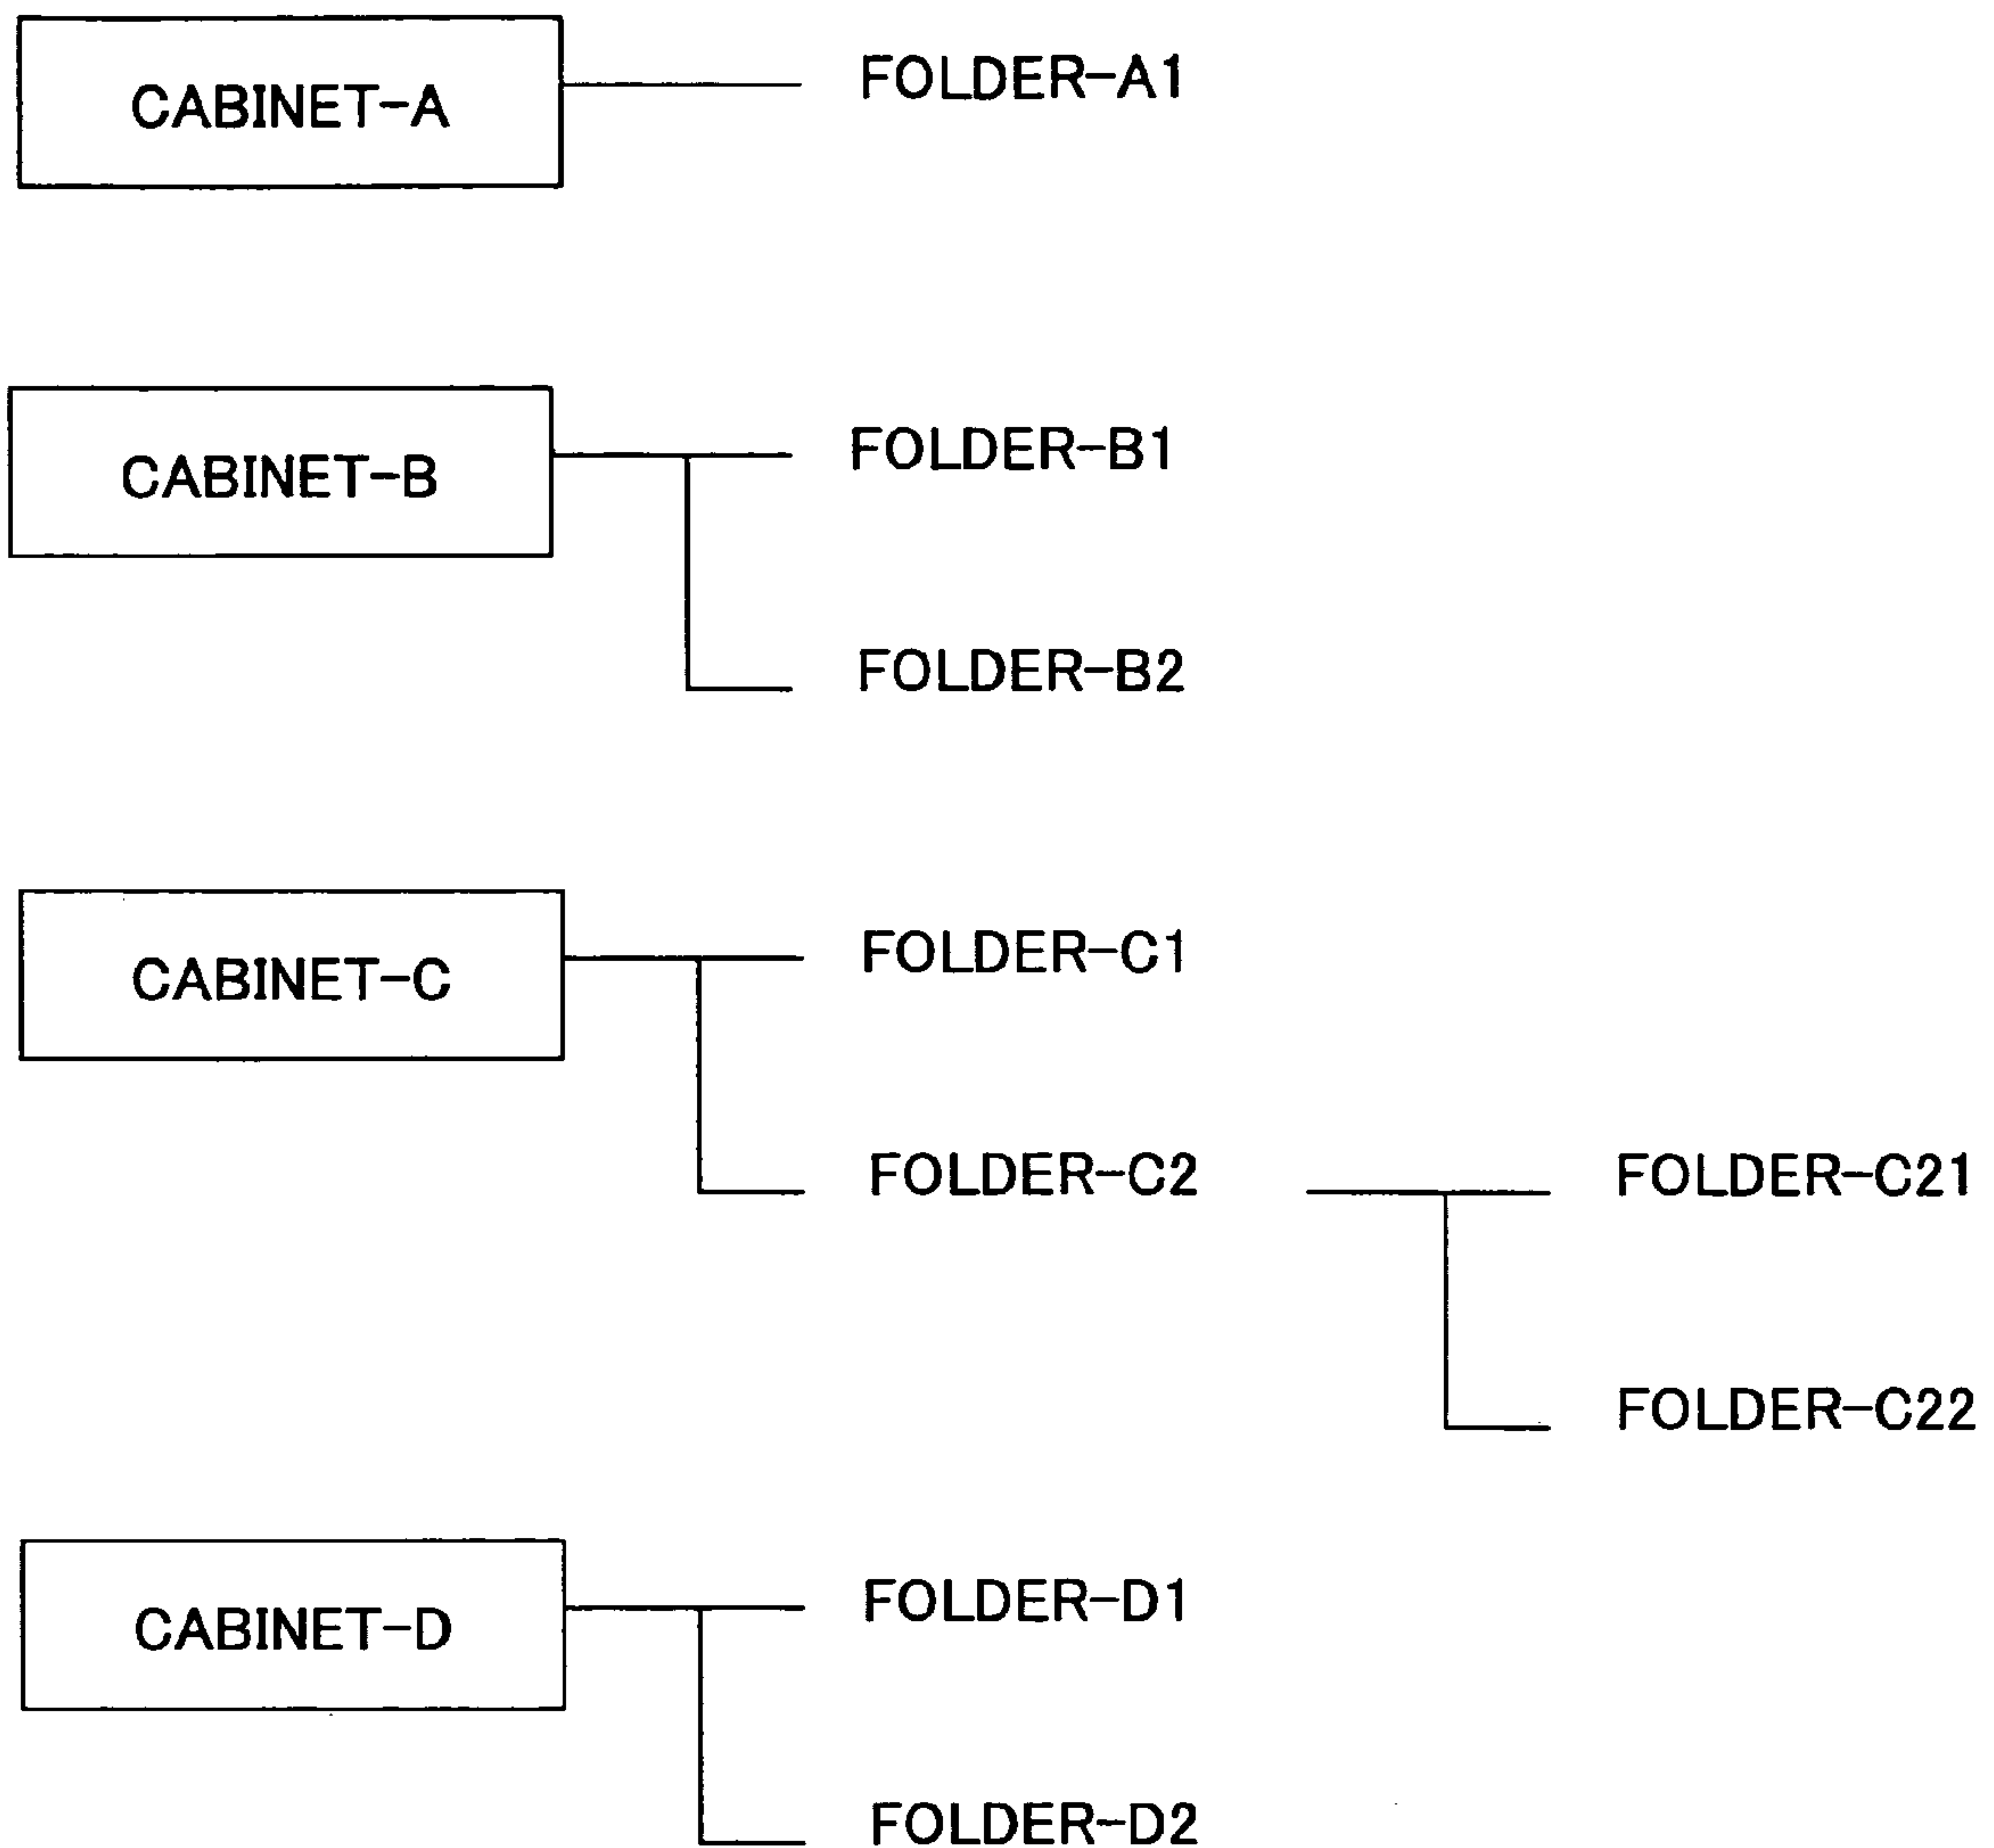 FOLDER-A1
CABINET-A
FOLDER-B1
CABINET-B
FOLDER-B2
FOLDER-C1
CABINET-C
FOLDER-C2
FOLDER-C21
FOLDER-C22
FOLDER-D1
CABINET-D
FOLDER-D2